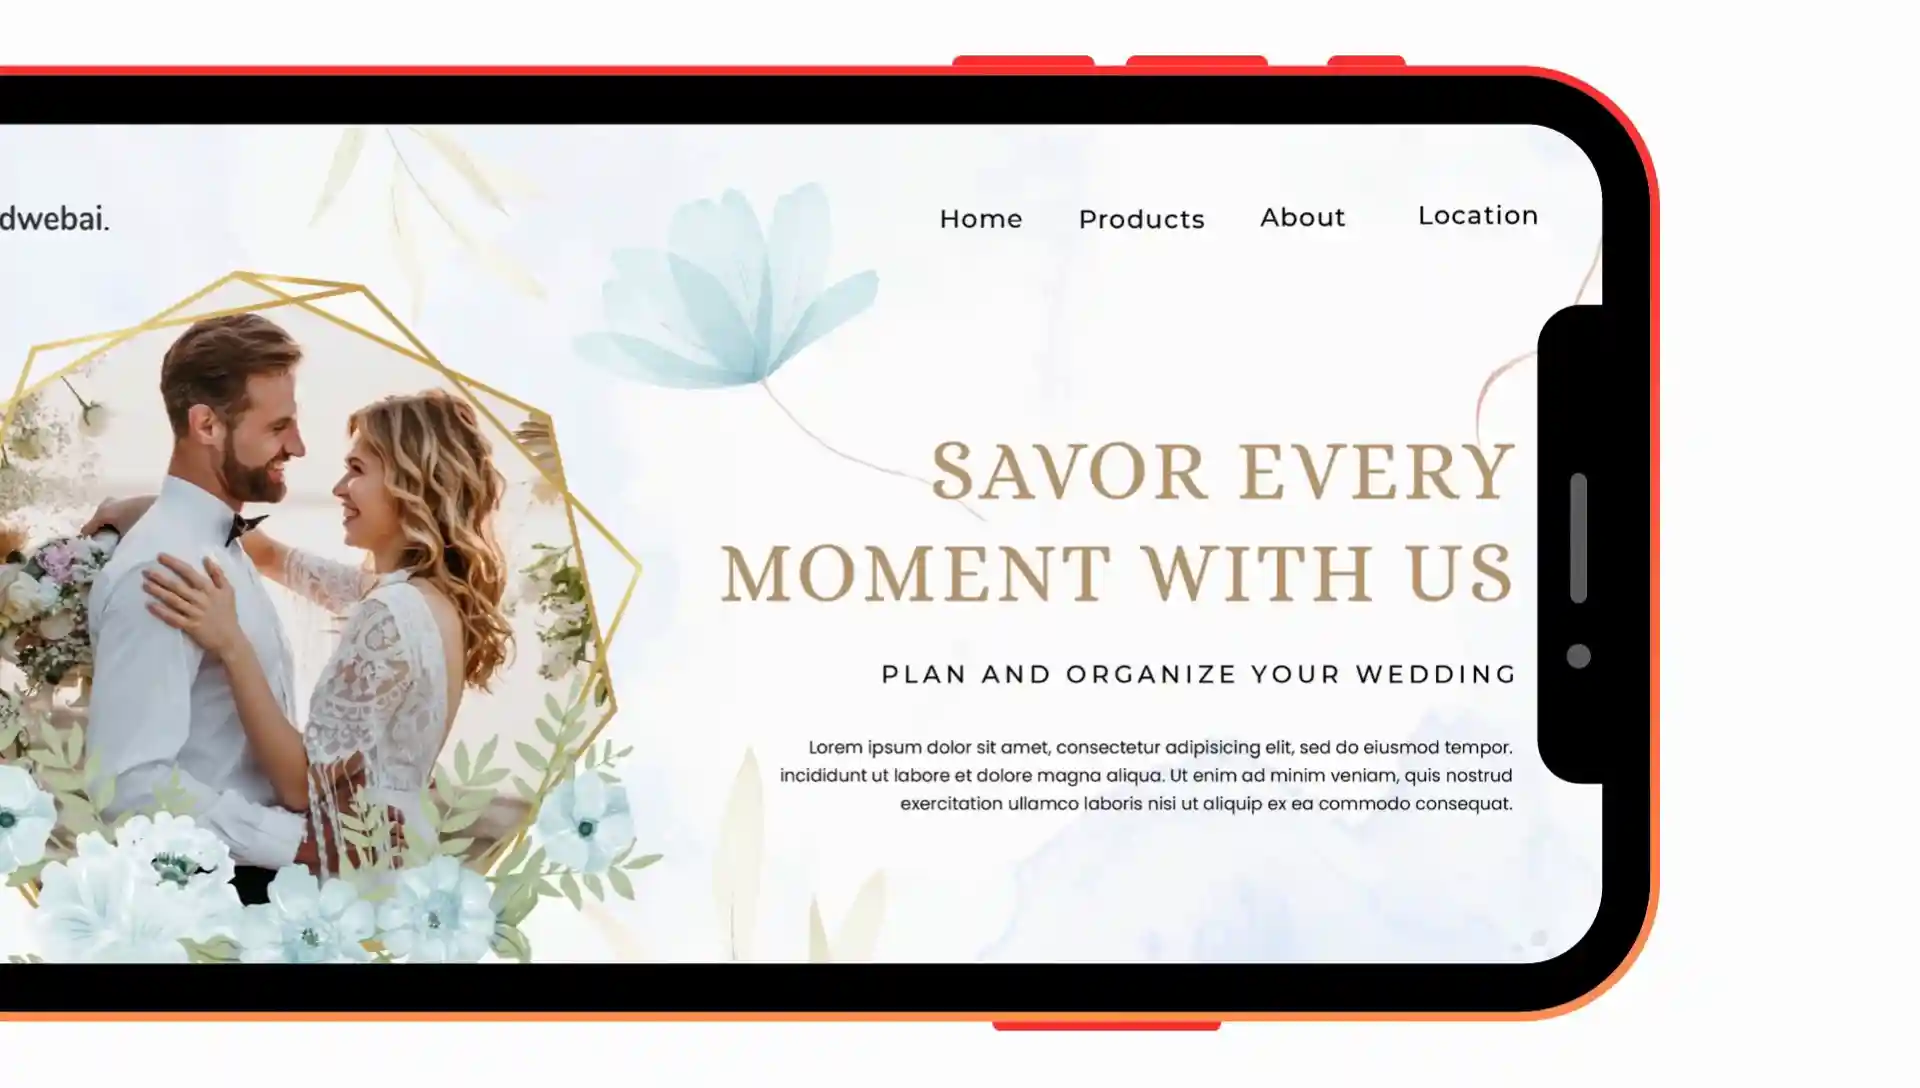 dwebai.
Home Products About Location
SAVOR EVERY
MOMENT WITH US
PLAN AND ORGANIZE YOUR WEDDING
Lorem ipsum dolor sit amet, consectetur adipisicing elit, sed do eiusmod tempor.
incididunt ut labore et dolore magna aliqua. Ut enim ad minim veniam, quis nostrud
exercitation ullamco laboris nisi ut aliquip ex ea commodo consequat.